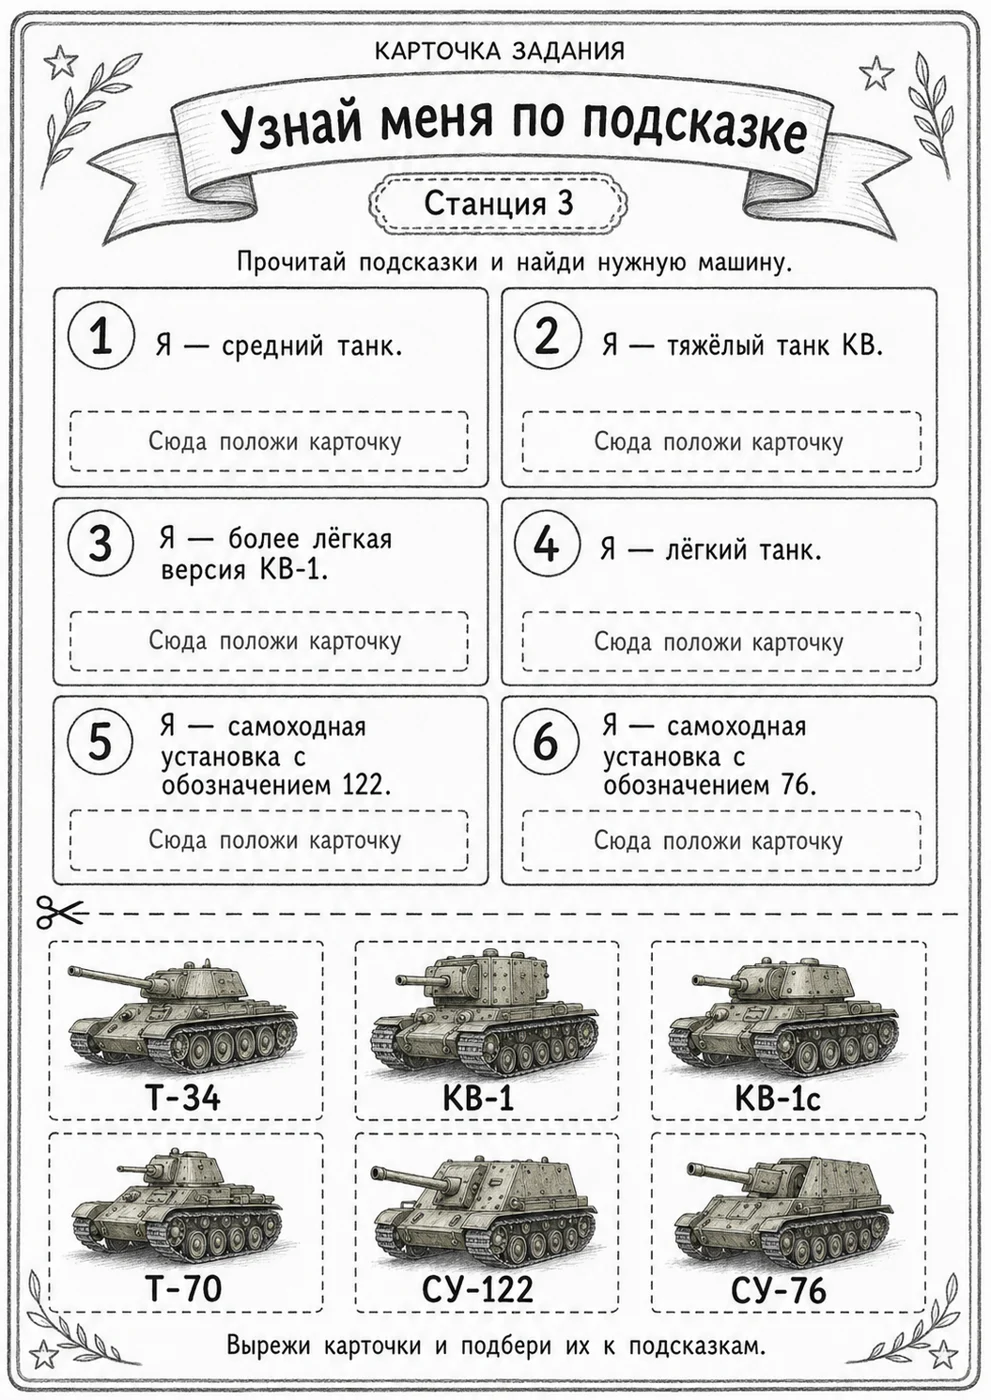 КАРТОЧКА ЗАДАНИЯ
Узнай меня по подсказке
Станция 3
Прочитай подсказки и найди нужную машину.
1
Я — средний танк.
Сюда положи карточку
2
Я — тяжёлый танк КВ.
Сюда положи карточку
3
Я — более лёгкая
версия КВ-1.
Сюда положи карточку
4
Я — лёгкий танк.
Сюда положи карточку
5
Я — самоходная
установка с
обозначением 122.
Сюда положи карточку
6
Я — самоходная
установка с
обозначением 76.
Сюда положи карточку
Т-34
КВ-1
КВ-1с
Т-70
СУ-122
СУ-76
Вырежи карточки и подбери их к подсказкам.